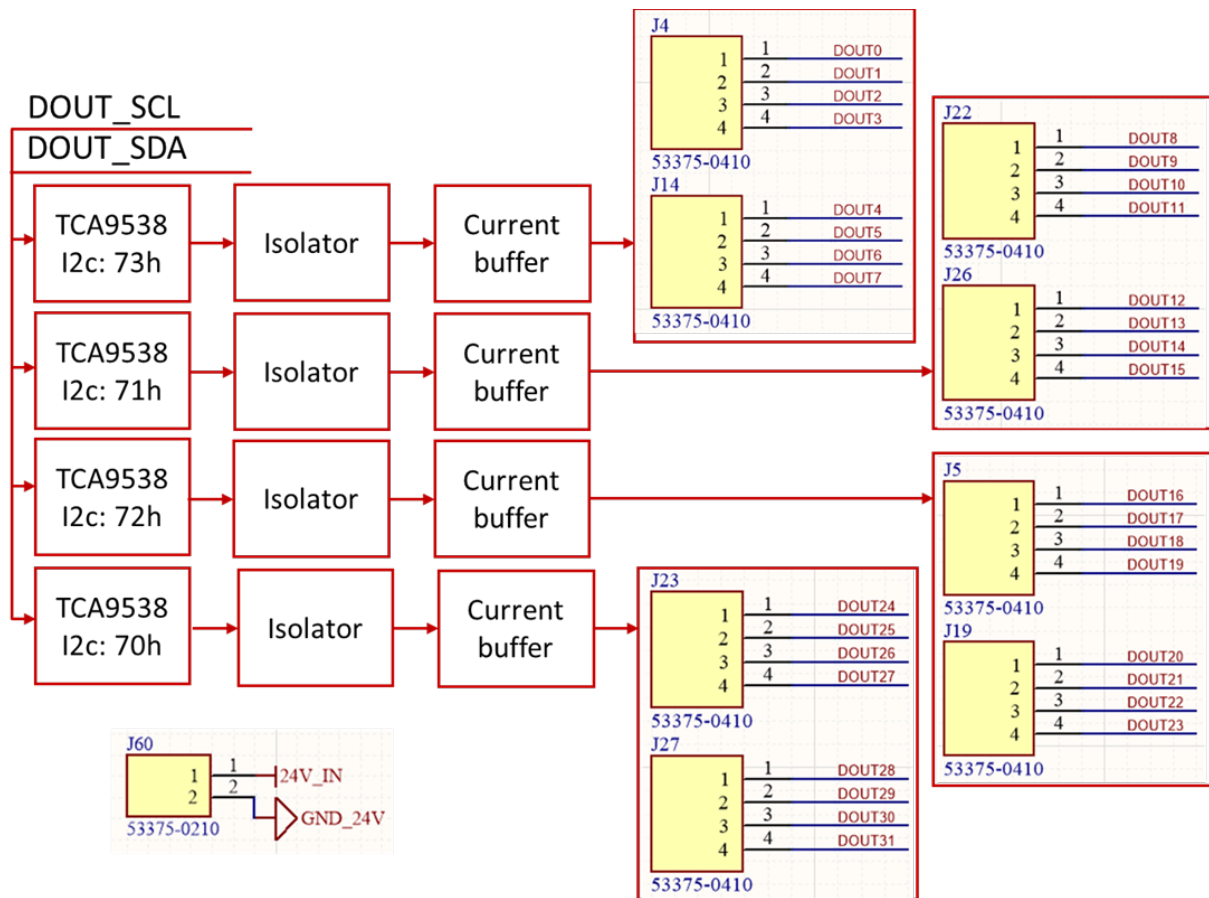 DOUT_SCL
DOUT_SDA
TCA9538
I2c: 73h
Isolator
Current
buffer
TCA9538
I2c: 71h
Isolator
Current
buffer
TCA9538
I2c: 72h
Isolator
Current
buffer
TCA9538
I2c: 70h
Isolator
Current
buffer
J4
1 1 DOUT0
2 2 DOUT1
3 3 DOUT2
4 4 DOUT3
53375-0410
J14
1 1 DOUT4
2 2 DOUT5
3 3 DOUT6
4 4 DOUT7
53375-0410
J22
1 1 DOUT8
2 2 DOUT9
3 3 DOUT10
4 4 DOUT11
53375-0410
J26
1 1 DOUT12
2 2 DOUT13
3 3 DOUT14
4 4 DOUT15
53375-0410
J5
1 1 DOUT16
2 2 DOUT17
3 3 DOUT18
4 4 DOUT19
53375-0410
J19
1 1 DOUT20
2 2 DOUT21
3 3 DOUT22
4 4 DOUT23
53375-0410
J23
1 1 DOUT24
2 2 DOUT25
3 3 DOUT26
4 4 DOUT27
53375-0410
J27
1 1 DOUT28
2 2 DOUT29
3 3 DOUT30
4 4 DOUT31
53375-0410
J60
1 1 24V_IN
2 2 GND_24V
53375-0210